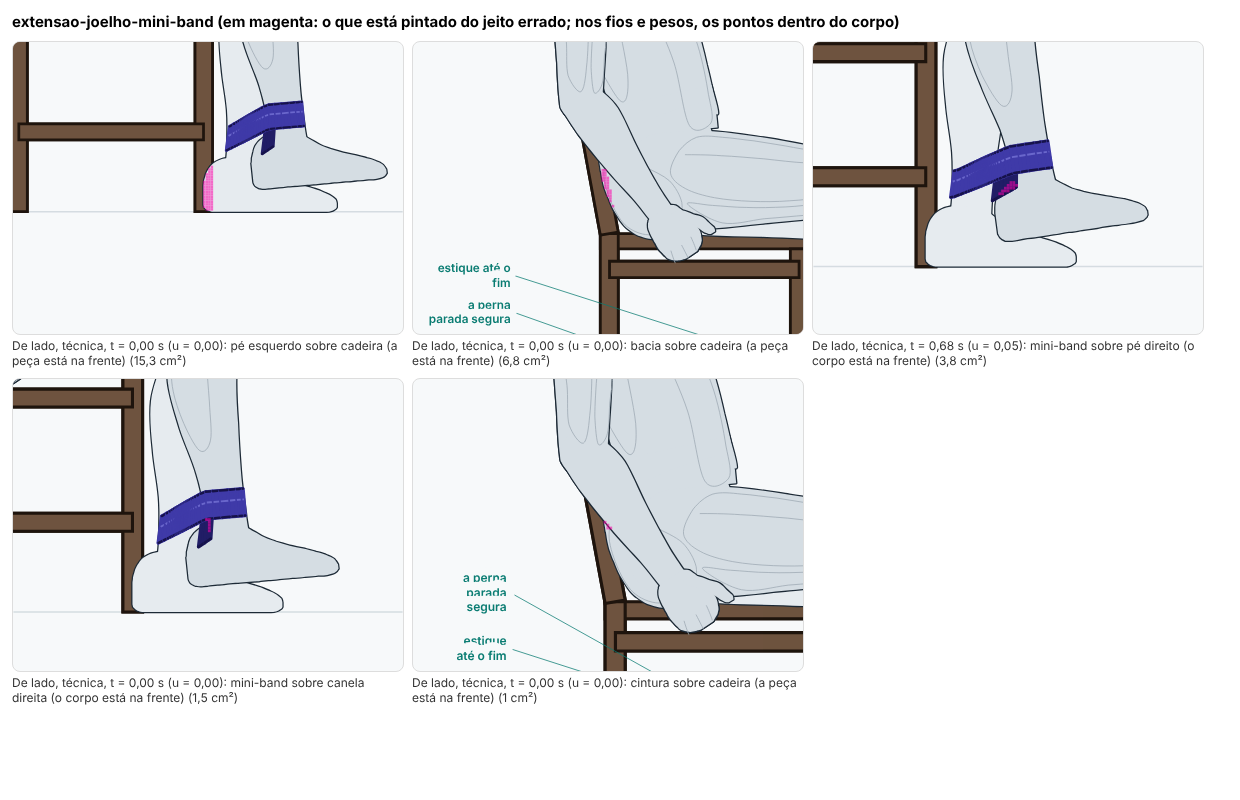 extensao-joelho-mini-band (em magenta: o que está pintado do jeito errado; nos fios e pesos, os pontos dentro do corpo)
estique até o
fim
a perna
parada segura
De lado, técnica, t = 0,00 s (u = 0,00): pé esquerdo sobre cadeira (a
peça está na frente) (15,3 cm²)
De lado, técnica, t = 0,00 s (u = 0,00): bacia sobre cadeira (a peça
está na frente) (6,8 cm²)
De lado, técnica, t = 0,68 s (u = 0,05): mini-band sobre pé direito (o
corpo está na frente) (3,8 cm²)
a perna
parada
segura
estique
até o fim
De lado, técnica, t = 0,00 s (u = 0,00): mini-band sobre canela
direita (o corpo está na frente) (1,5 cm²)
De lado, técnica, t = 0,00 s (u = 0,00): cintura sobre cadeira (a peça
está na frente) (1 cm²)